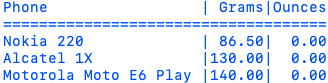 Phone               | Grams|Ounces
===================================
Nokia 220           | 86.50|  0.00
Alcatel 1X          |130.00|  0.00
Motorola Moto E6 Play |140.00|  0.00